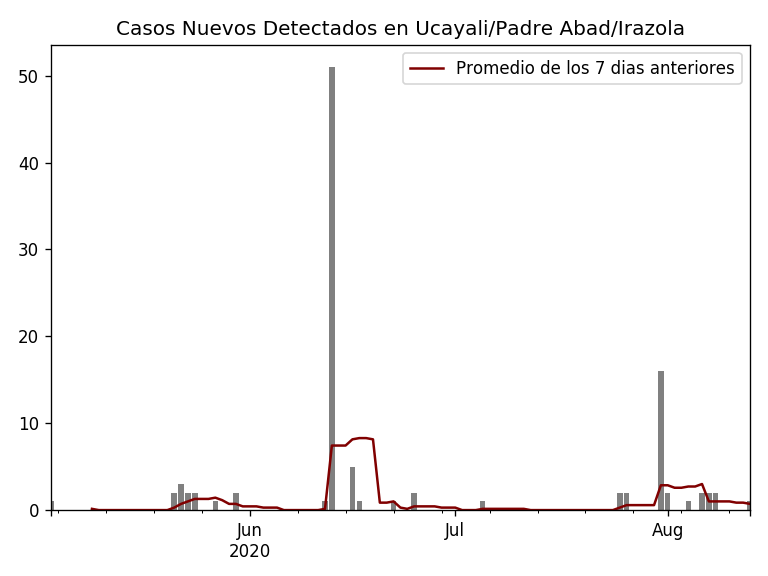 Casos Nuevos Detectados en Ucayali/Padre Abad/Irazola
Promedio de los 7 dias anteriores
50
40
30
20
10
0
Jun
2020
Jul
Aug